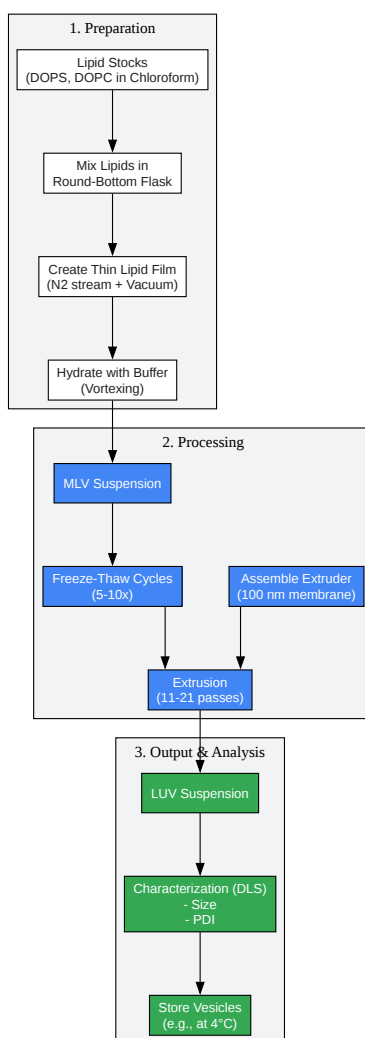 1. Preparation
Lipid Stocks
(DOPS, DOPC in Chloroform)
Mix Lipids in
Round-Bottom Flask
Create Thin Lipid Film
(N2 stream + Vacuum)
Hydrate with Buffer
(Vortexing)
2. Processing
MLV Suspension
Freeze-Thaw Cycles
(5-10x)
Assemble Extruder
(100 nm membrane)
Extrusion
(11-21 passes)
3. Output & Analysis
LUV Suspension
Characterization (DLS)
- Size
- PDI
Store Vesicles
(e.g., at 4°C)